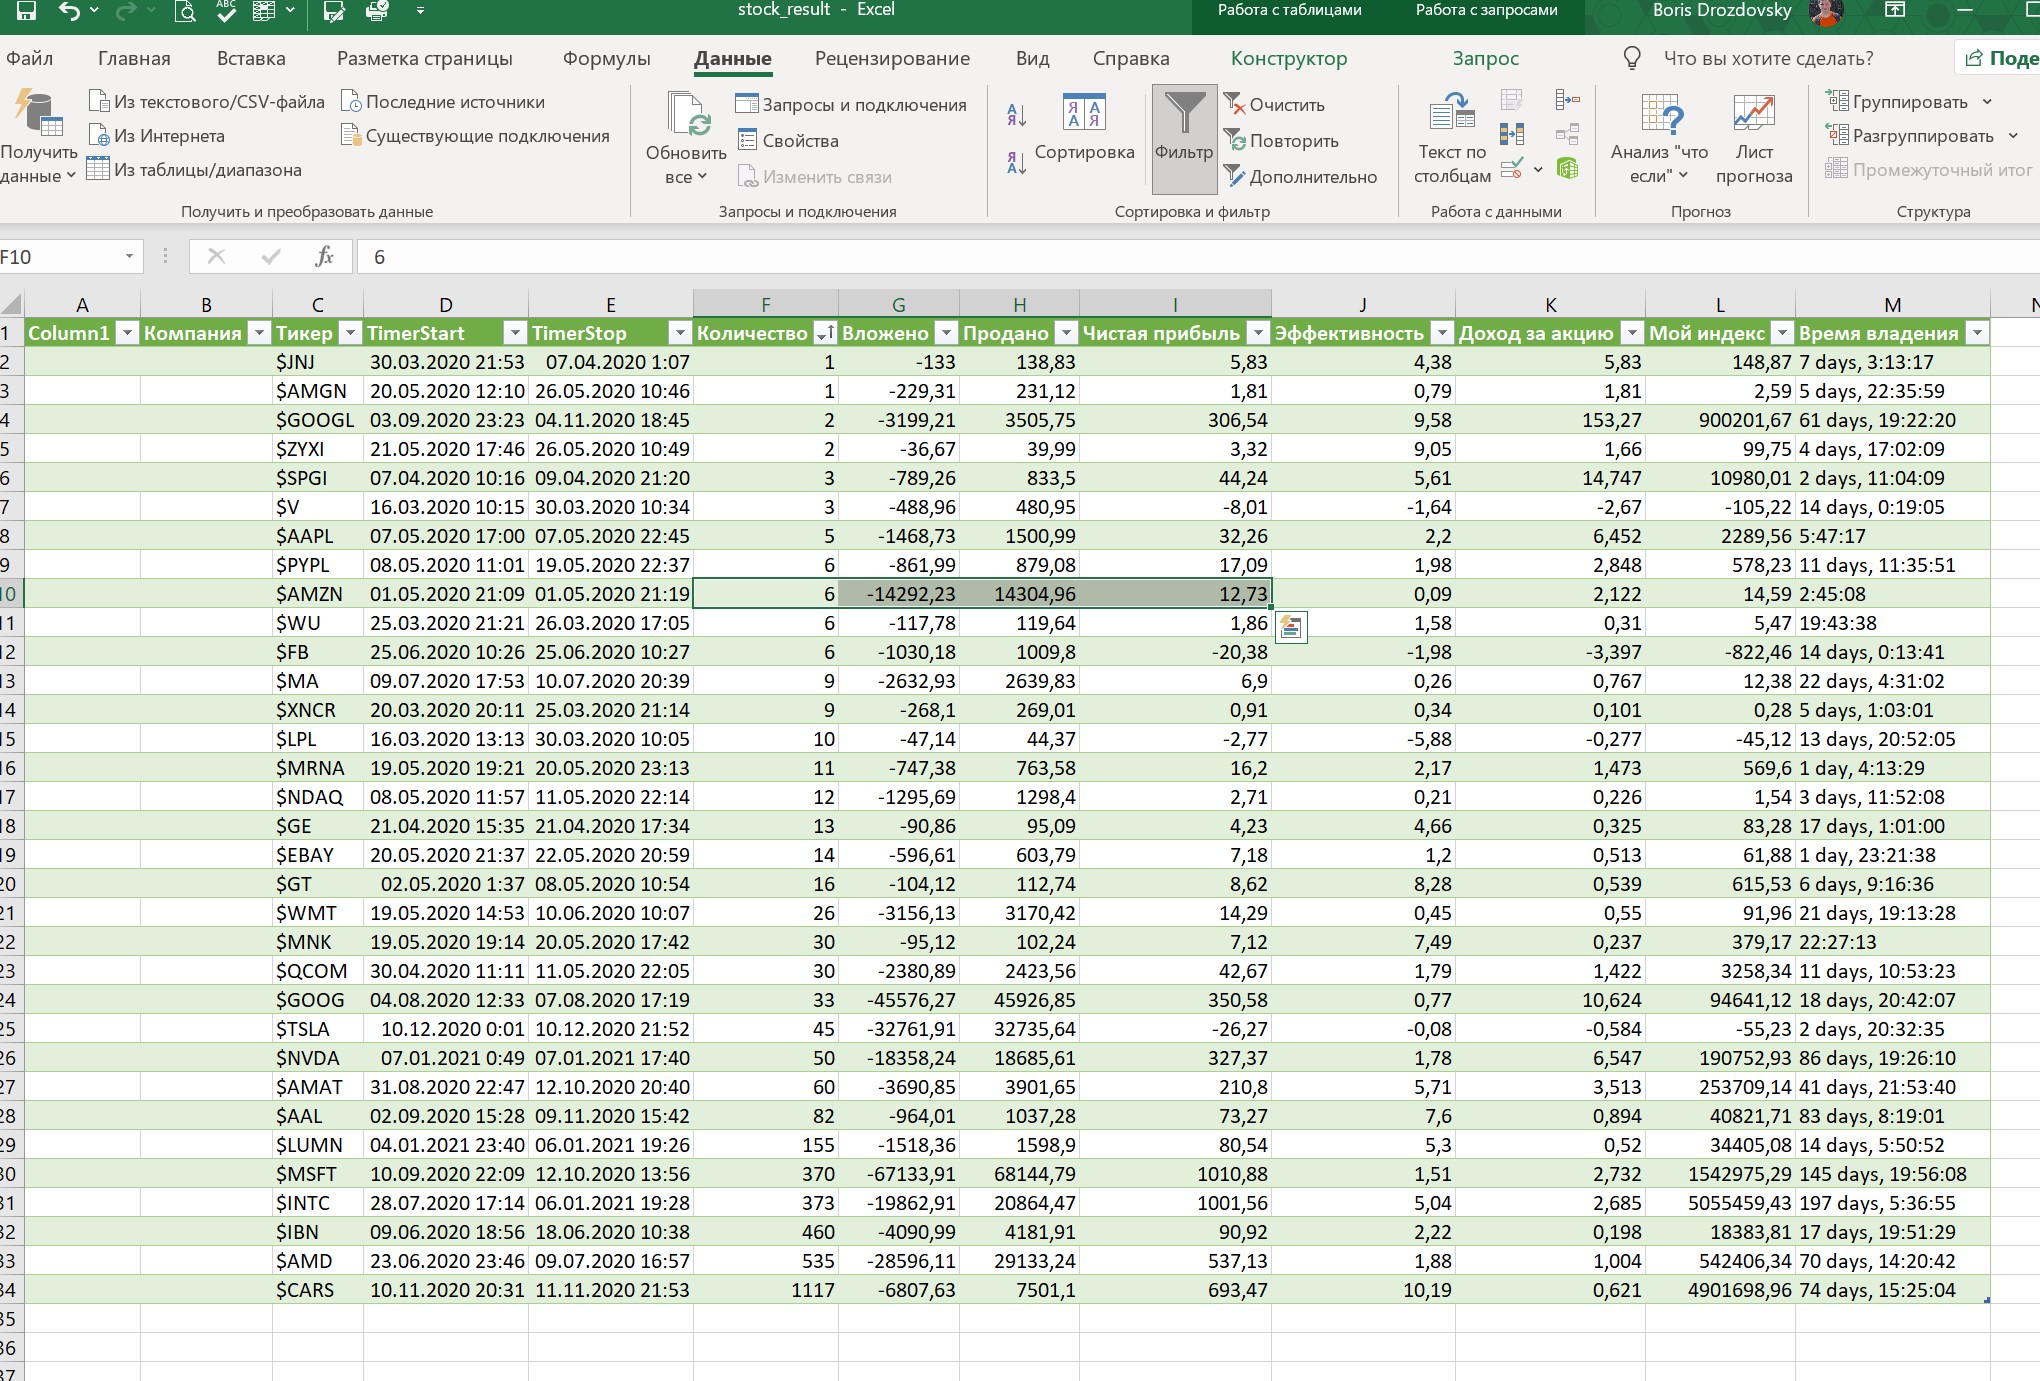 stock_result - Excel
Работа с таблицами
Работа с запросами
Boris Drozdovsky
Файл Главная Вставка Разметка страницы Формулы Данные Рецензирование Вид Справка Конструктор Запрос Что вы хотите сделать? Поде
Получить данные
Из текстового/CSV-файла
Из Интернета
Из таблицы/диапазона
Последние источники
Существующие подключения
Получить и преобразовать данные
Обновить все
Запросы и подключения
Свойства
Изменить связи
Запросы и подключения
Сортировка
Фильтр
Очистить
Повторить
Дополнительно
Сортировка и фильтр
Текст по столбцам
Работа с данными
Анализ "что если"
Лист прогноза
Прогноз
Группировать
Разгруппировать
Промежуточный итог
Структура
F10 fx 6
A B C D E F G H I J K L M N
1 Column1 Компания Тикер TimerStart TimerStop Количество Вложено Продано Чистая прибыль Эффективность Доход за акцию Мой индекс Время владения
2 $JNJ 30.03.2020 21:53 07.04.2020 1:07 1 -133 138,83 5,83 4,38 5,83 148,87 7 days, 3:13:17
3 $AMGN 20.05.2020 12:10 26.05.2020 10:46 1 -229,31 231,12 1,81 0,79 1,81 2,59 5 days, 22:35:59
4 $GOOGL 03.09.2020 23:23 04.11.2020 18:45 2 -3199,21 3505,75 306,54 9,58 153,27 900201,67 61 days, 19:22:20
5 $ZYXI 21.05.2020 17:46 26.05.2020 10:49 2 -36,67 39,99 3,32 9,05 1,66 99,75 4 days, 17:02:09
6 $SPGI 07.04.2020 10:16 09.04.2020 21:20 3 -789,26 833,5 44,24 5,61 14,747 10980,01 2 days, 11:04:09
7 $V 16.03.2020 10:15 30.03.2020 10:34 3 -488,96 480,95 -8,01 -1,64 -2,67 -105,22 14 days, 0:19:05
8 $AAPL 07.05.2020 17:00 07.05.2020 22:45 5 -1468,73 1500,99 32,26 2,2 6,452 2289,56 5:47:17
9 $PYPL 08.05.2020 11:01 19.05.2020 22:37 6 -861,99 879,08 17,09 1,98 2,848 578,23 11 days, 11:35:51
10 $AMZN 01.05.2020 21:09 01.05.2020 21:19 6 -14292,23 14304,96 12,73 0,09 2,122 14,59 2:45:08
11 $WU 25.03.2020 21:21 26.03.2020 17:05 6 -117,78 119,64 1,86 1,58 0,31 5,47 19:43:38
12 $FB 25.06.2020 10:26 25.06.2020 10:27 6 -1030,18 1009,8 -20,38 -1,98 -3,397 -822,46 14 days, 0:13:41
13 $MA 09.07.2020 17:53 10.07.2020 20:39 9 -2632,93 2639,83 6,9 0,26 0,767 12,38 22 days, 4:31:02
14 $XNCR 20.03.2020 20:11 25.03.2020 21:14 9 -268,1 269,01 0,91 0,34 0,101 0,28 5 days, 1:03:01
15 $LPL 16.03.2020 13:13 30.03.2020 10:05 10 -47,14 44,37 -2,77 -5,88 -0,277 -45,12 13 days, 20:52:05
16 $MRNA 19.05.2020 19:21 20.05.2020 23:13 11 -747,38 763,58 16,2 2,17 1,473 569,6 1 day, 4:13:29
17 $NDAQ 08.05.2020 11:57 11.05.2020 22:14 12 -1295,69 1298,4 2,71 0,21 0,226 1,54 3 days, 11:52:08
18 $GE 21.04.2020 15:35 21.04.2020 17:34 13 -90,86 95,09 4,23 4,66 0,325 83,28 17 days, 1:01:00
19 $EBAY 20.05.2020 21:37 22.05.2020 20:59 14 -596,61 603,79 7,18 1,2 0,513 61,88 1 day, 23:21:38
20 $GT 02.05.2020 1:37 08.05.2020 10:54 16 -104,12 112,74 8,62 8,28 0,539 615,53 6 days, 9:16:36
21 $WMT 19.05.2020 14:53 10.06.2020 10:07 26 -3156,13 3170,42 14,29 0,45 0,55 91,96 21 days, 19:13:28
22 $MNK 19.05.2020 19:14 20.05.2020 17:42 30 -95,12 102,24 7,12 7,49 0,237 379,17 22:27:13
23 $QCOM 30.04.2020 11:11 11.05.2020 22:05 30 -2380,89 2423,56 42,67 1,79 1,422 3258,34 11 days, 10:53:23
24 $GOOG 04.08.2020 12:33 07.08.2020 17:19 33 -45576,27 45926,85 350,58 0,77 10,624 94641,12 18 days, 20:42:07
25 $TSLA 10.12.2020 0:01 10.12.2020 21:52 45 -32761,91 32735,64 -26,27 -0,08 -0,584 -55,23 2 days, 20:32:35
26 $NVDA 07.01.2021 0:49 07.01.2021 17:40 50 -18358,24 18685,61 327,37 1,78 6,547 190752,93 86 days, 19:26:10
27 $AMAT 31.08.2020 22:47 12.10.2020 20:40 60 -3690,85 3901,65 210,8 5,71 3,513 253709,14 41 days, 21:53:40
28 $AAL 02.09.2020 15:28 09.11.2020 15:42 82 -964,01 1037,28 73,27 7,6 0,894 40821,71 83 days, 8:19:01
29 $LUMN 04.01.2021 23:40 06.01.2021 19:26 155 -1518,36 1598,9 80,54 5,3 0,52 34405,08 14 days, 5:50:52
30 $MSFT 10.09.2020 22:09 12.10.2020 13:56 370 -67133,91 68144,79 1010,88 1,51 2,732 1542975,29 145 days, 19:56:08
31 $INTC 28.07.2020 17:14 06.01.2021 19:28 373 -19862,91 20864,47 1001,56 5,04 2,685 5055459,43 197 days, 5:36:55
32 $IBN 09.06.2020 18:56 18.06.2020 10:38 460 -4090,99 4181,91 90,92 2,22 0,198 18383,81 17 days, 19:51:29
33 $AMD 23.06.2020 23:46 09.07.2020 16:57 535 -28596,11 29133,24 537,13 1,88 1,004 542406,34 70 days, 14:20:42
34 $CARS 10.11.2020 20:31 11.11.2020 21:53 1117 -6807,63 7501,1 693,47 10,19 0,621 4901698,96 74 days, 15:25:04
35
36
37